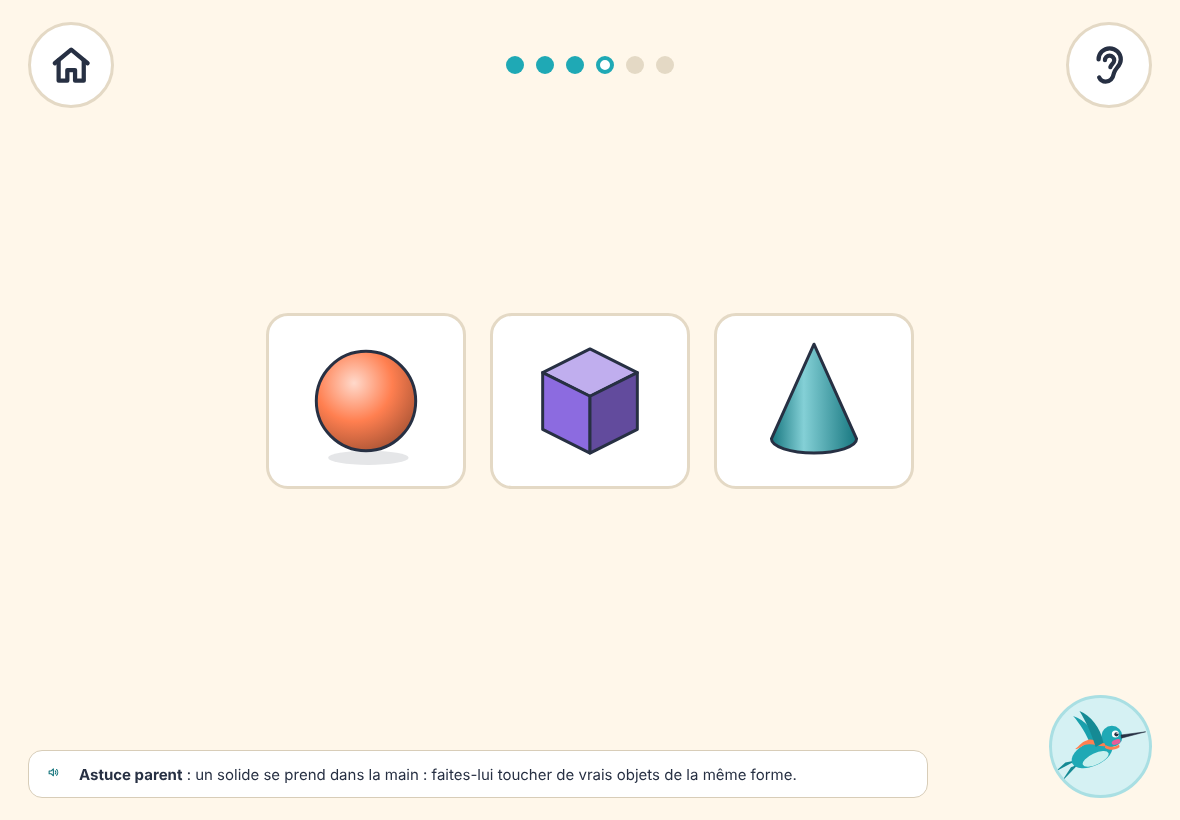 Astuce parent : un solide se prend dans la main : faites-lui toucher de vrais objets de la même forme.